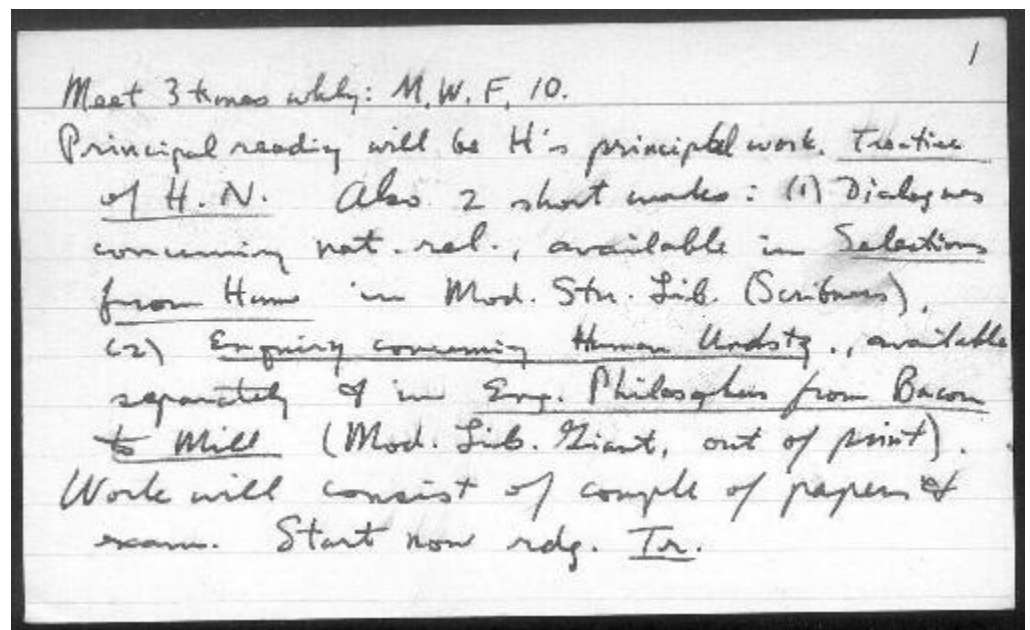 1
Meet 3 times wkly: M. W. F, 10.
Principal reading will be H's principal work. Treatise
of H. N. Also 2 short works: (1) Dialogues
concerning nat. rel., available in Selections
from Hume in Mod. Stu. Lib. (Scribners).
(2) Enquiry concerning Human Undstg., available
separately & in Eng. Philosophers from Bacon
to Mill (Mod. Lib. Giant, out of print).
Work will consist of couple of papers &
exam. Start now rdg. Tr.